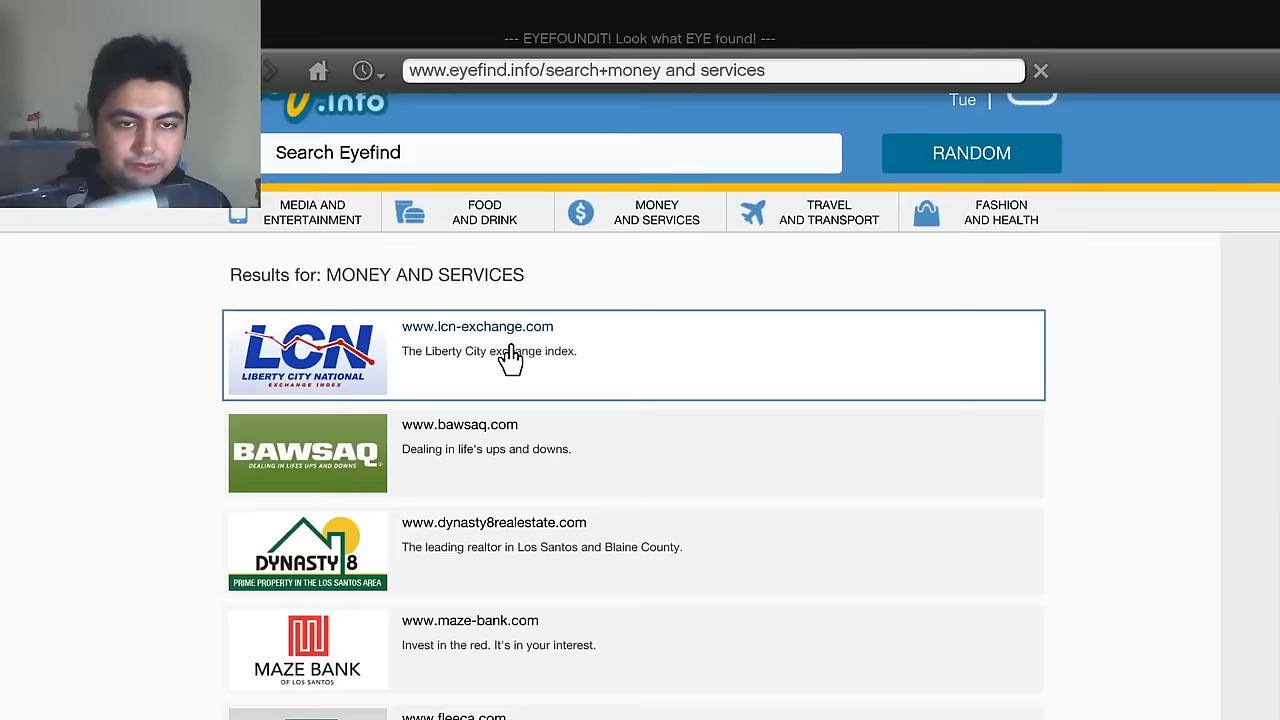 --- EYEFOUNDIT! Look what EYE found! ---
www.eyefind.info/search+money and services
.info
Tue |
Search Eyefind
RANDOM
MEDIA AND
ENTERTAINMENT
FOOD
AND DRINK
MONEY
AND SERVICES
TRAVEL
AND TRANSPORT
FASHION
AND HEALTH
Results for: MONEY AND SERVICES
LCN
LIBERTY CITY NATIONAL
EXCHANGE INDEX
www.lcn-exchange.com
The Liberty City exchange index.
BAWSAQ
DEALING IN LIFES UPS AND DOWNS
www.bawsaq.com
Dealing in life's ups and downs.
DYNASTY 8
PRIME PROPERTY IN THE LOS SANTOS AREA
www.dynasty8realestate.com
The leading realtor in Los Santos and Blaine County.
MAZE BANK
OF LOS SANTOS
www.maze-bank.com
Invest in the red. It's in your interest.
www.fleeca.com